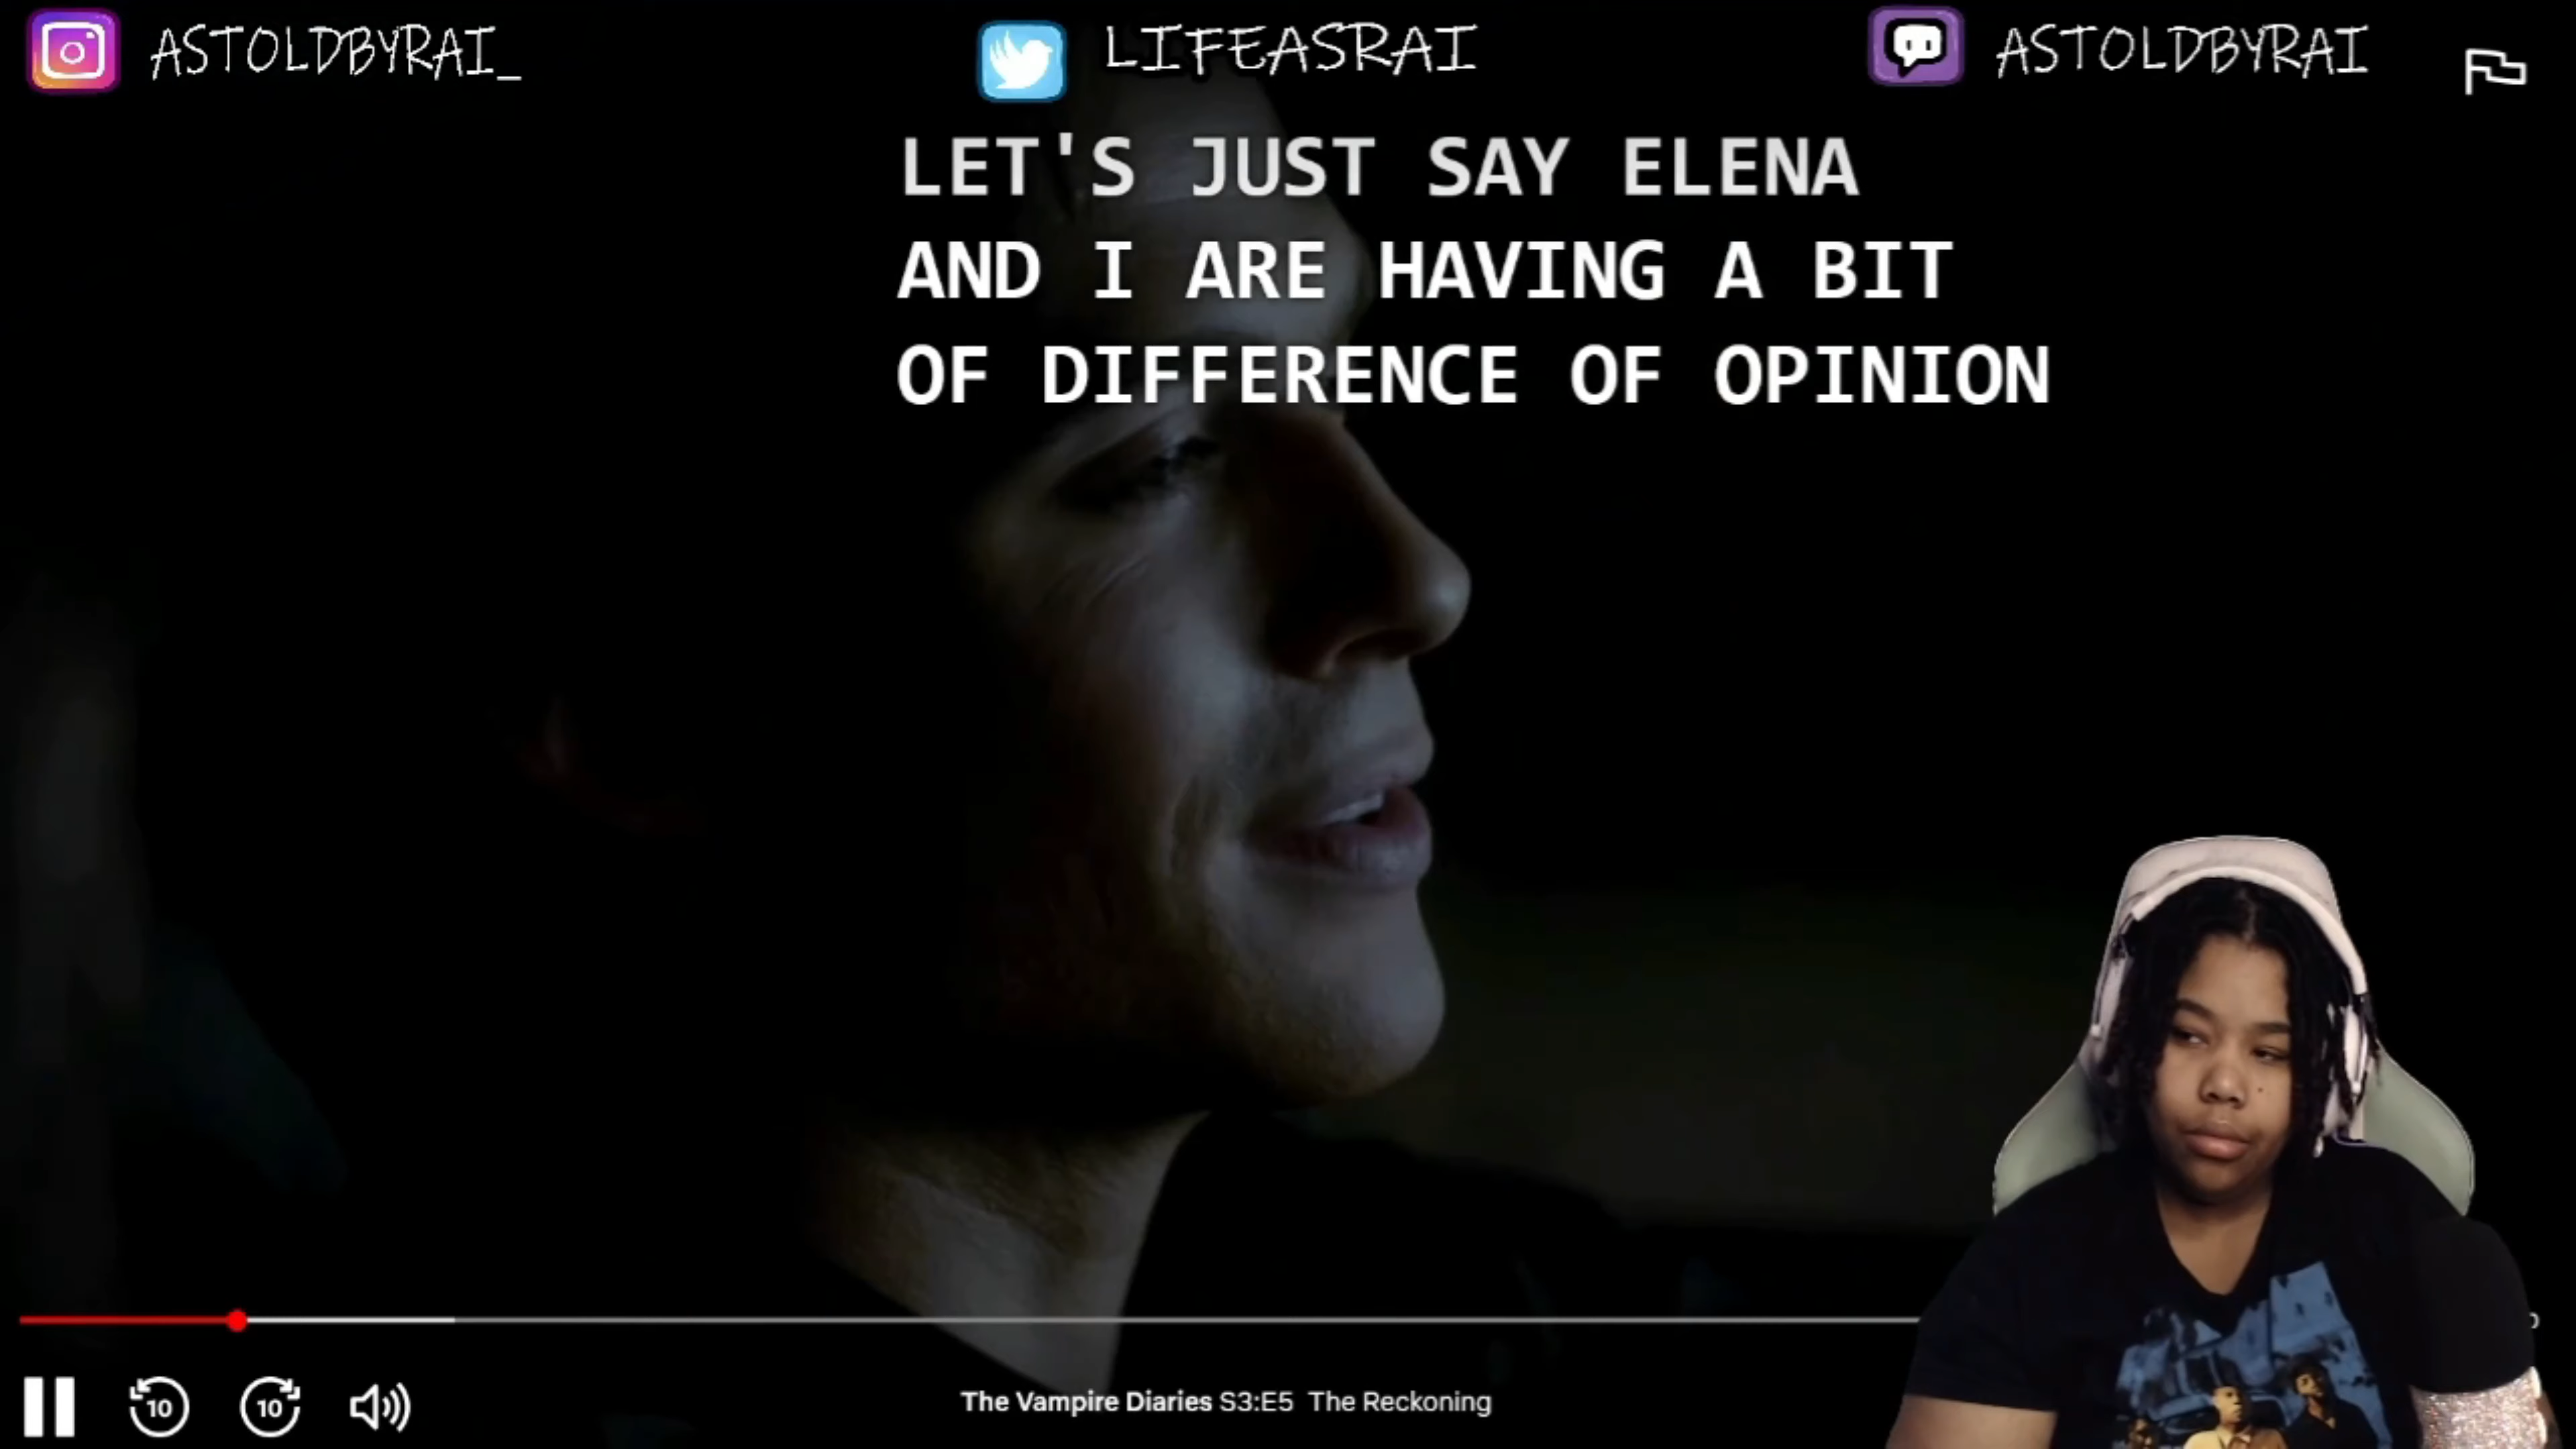 ASTOLDBYRAI_
LIFEASRAI
ASTOLDBYRAI
LET'S JUST SAY ELENA
AND I ARE HAVING A BIT
OF DIFFERENCE OF OPINION
10
10
The Vampire Diaries S3:E5 The Reckoning